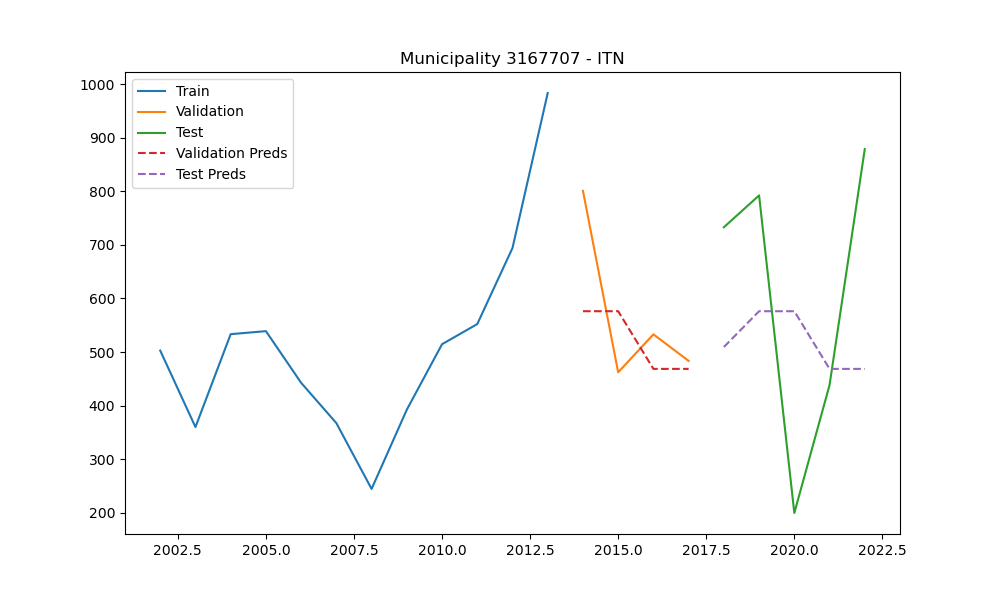 Municipality 3167707 - ITN
Train
Validation
Test
Validation Preds
Test Preds
1000
900
800
700
600
500
400
300
200
2002.5 2005.0 2007.5 2010.0 2012.5 2015.0 2017.5 2020.0 2022.5